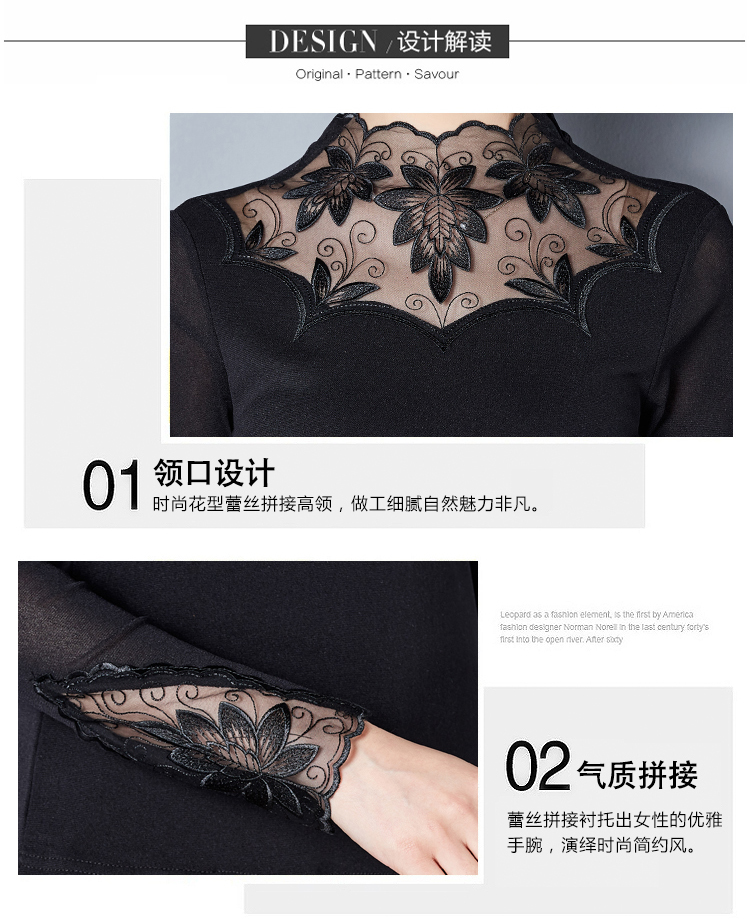 DESIGN / 设计解读
Original · Pattern · Savour
01 领口设计
时尚花型蕾丝拼接高领，做工细腻自然魅力非凡。
Leopard as a fashion element, is the first by America
fashion designer Norman Norell in the last century forty's
first into the open river. After sixty
02 气质拼接
蕾丝拼接衬托出女性的优雅
手腕，演绎时尚简约风。